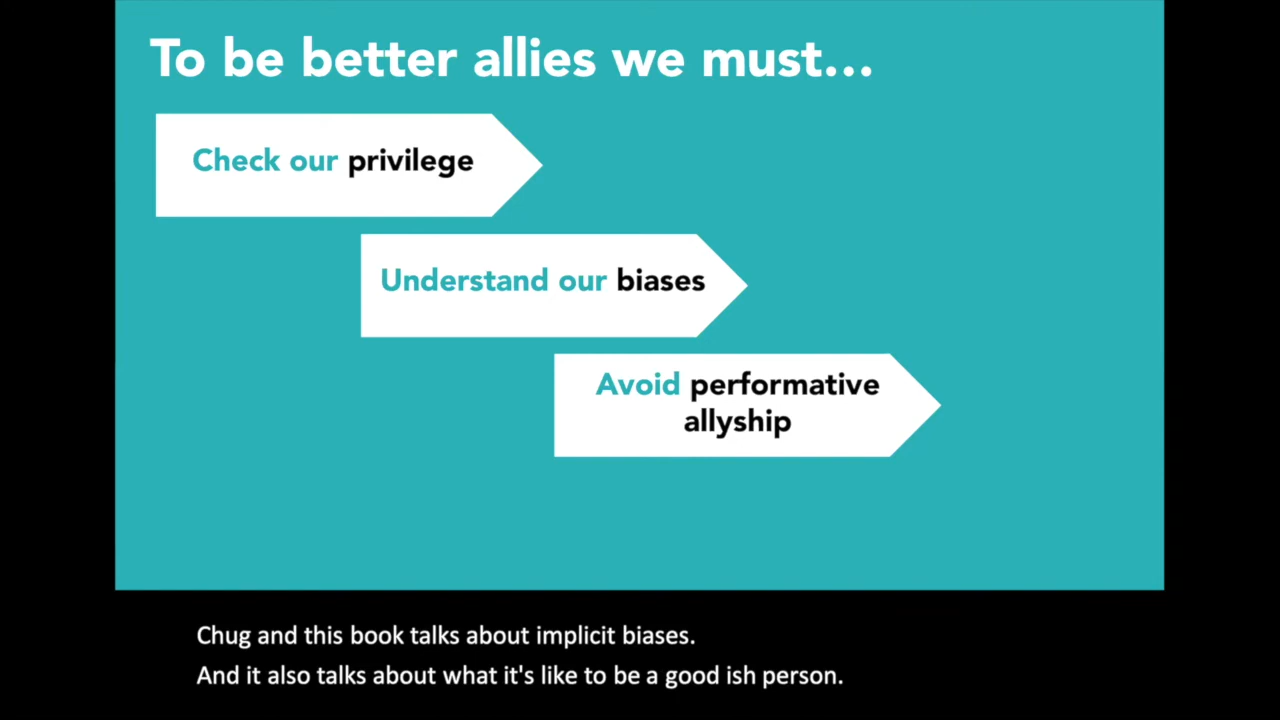 To be better allies we must...
Check our privilege
Understand our biases
Avoid performative
allyship
Chug and this book talks about implicit biases.
And it also talks about what it's like to be a good ish person.